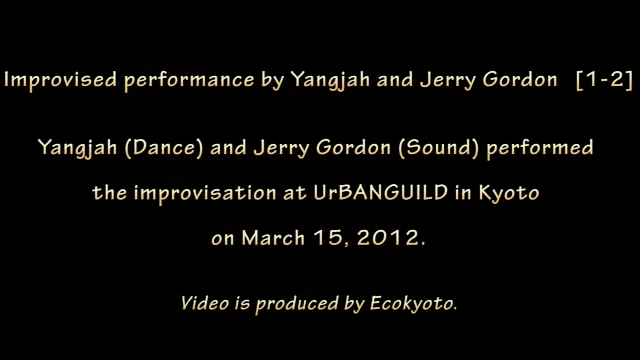 Improvised performance by Yangjah and Jerry Gordon [1-2]
Yangjah (Dance) and Jerry Gordon (Sound) performed
the improvisation at UrBANGUILD in Kyoto
on March 15, 2012.
Video is produced by Ecokyoto.